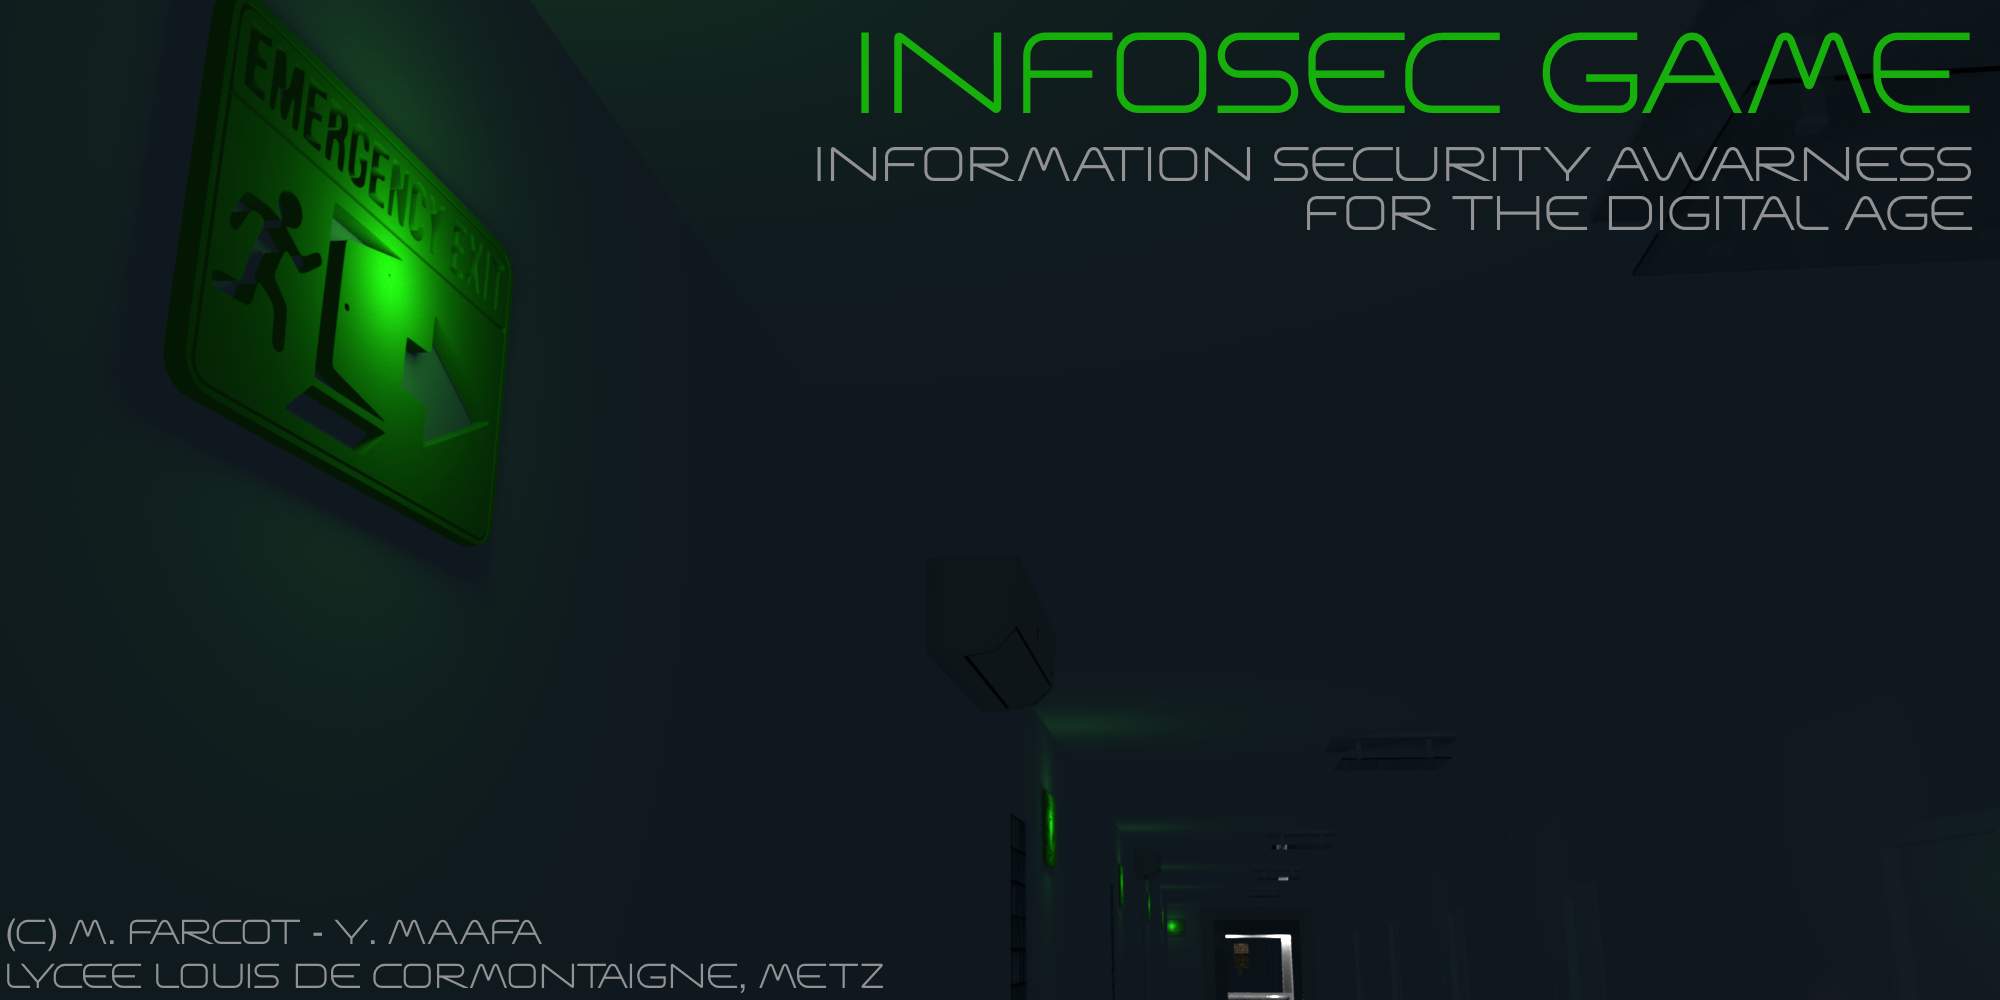 EMERGENCY EXIT
INFOSEC GAME
INFORMATION SECURITY AWARNESS
FOR THE DIGITAL AGE
(C) M. FARCOT - Y. MAAFA
LYCEE LOUIS DE CORMONTAIGNE, METZ